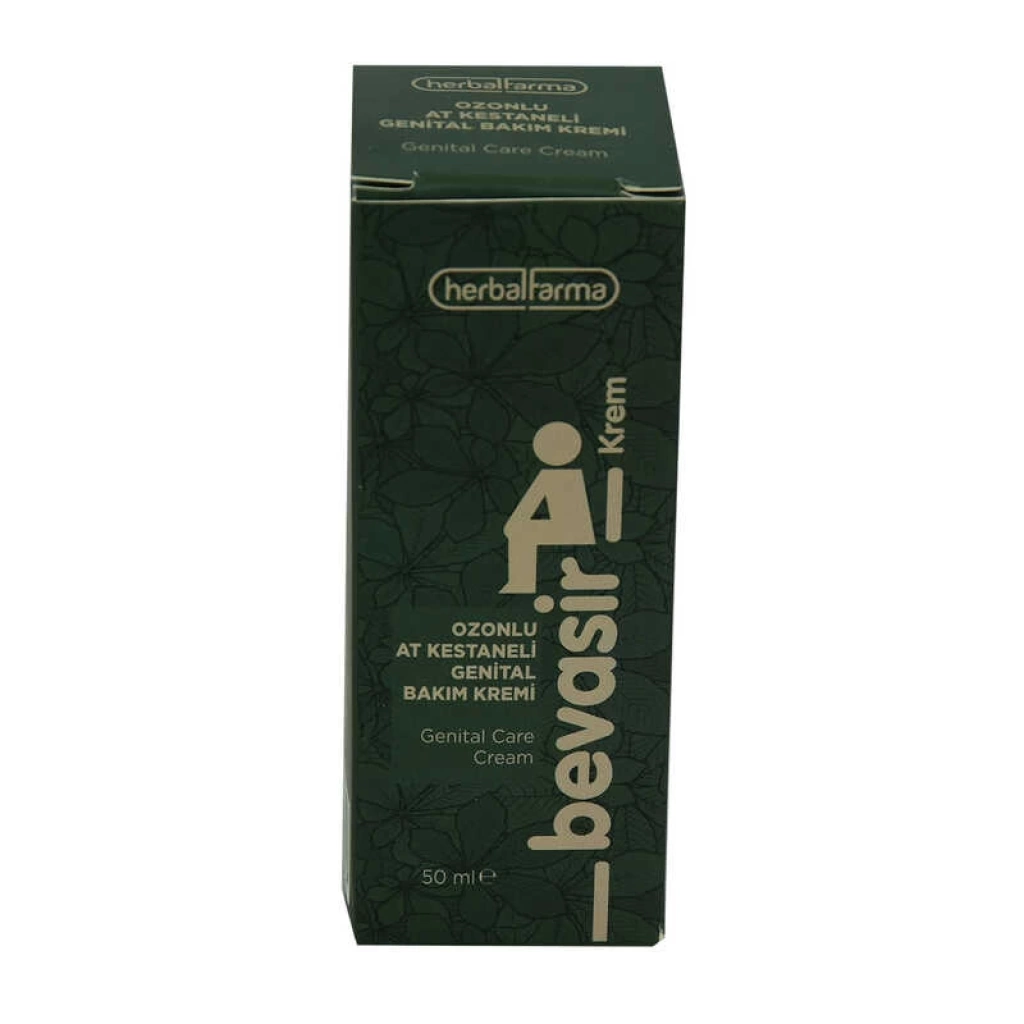 herbalfarma
OZONLU
AT KESTANELİ
GENİTAL BAKIM KREMİ
Genital Care Cream
herbalfarma
bevasir Krem
OZONLU
AT KESTANELİ
GENİTAL
BAKIM KREMİ
Genital Care
Cream
50 ml ℮